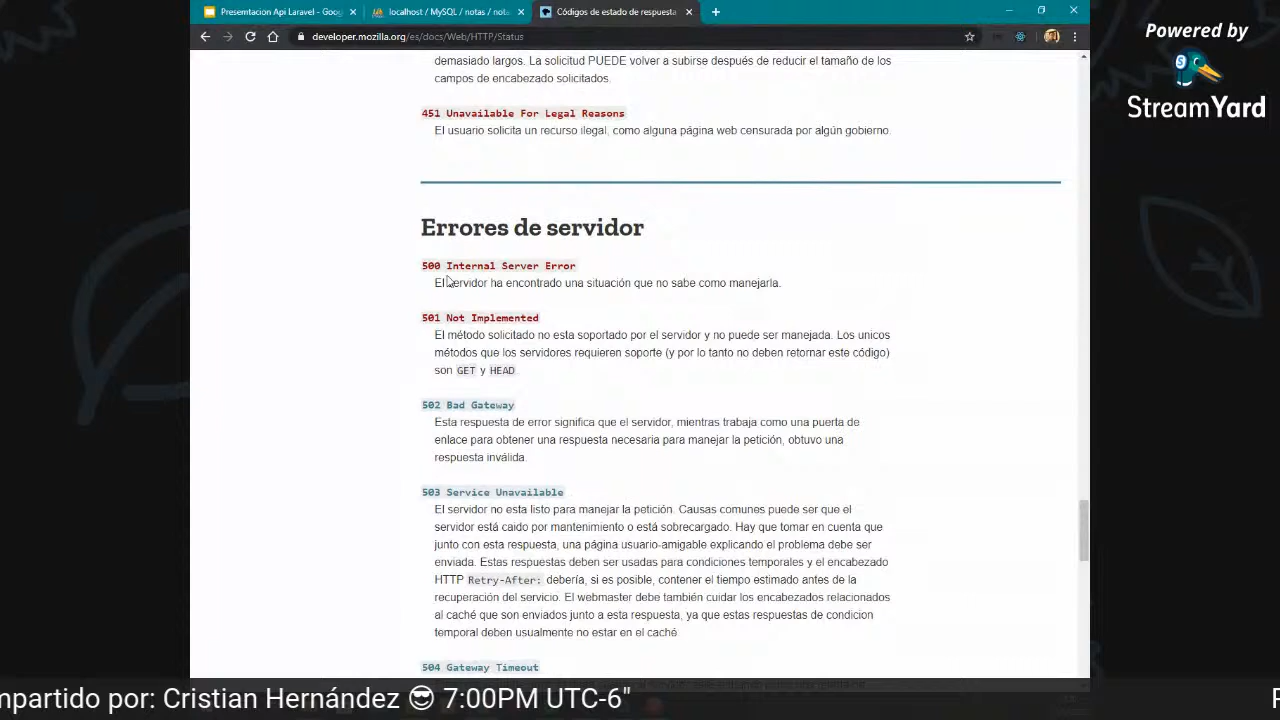 Presentacion Api Laravel - Goog
localhost / MySQL / notas / nota
Códigos de estado de respuesta
developer.mozilla.org/es/docs/Web/HTTP/Status
Powered by
StreamYard
demasiado largos. La solicitud PUEDE volver a subirse después de reducir el tamaño de los
campos de encabezado solicitados.
451 Unavailable For Legal Reasons
El usuario solicita un recurso ilegal, como alguna página web censurada por algún gobierno.
Errores de servidor
500 Internal Server Error
El servidor ha encontrado una situación que no sabe como manejarla.
501 Not Implemented
El método solicitado no esta soportado por el servidor y no puede ser manejada. Los unicos
métodos que los servidores requieren soporte (y por lo tanto no deben retornar este código)
son GET y HEAD
502 Bad Gateway
Esta respuesta de error significa que el servidor, mientras trabaja como una puerta de
enlace para obtener una respuesta necesaria para manejar la petición, obtuvo una
respuesta inválida.
503 Service Unavailable
El servidor no esta listo para manejar la petición. Causas comunes puede ser que el
servidor está caido por mantenimiento o está sobrecargado. Hay que tomar en cuenta que
junto con esta respuesta, una página usuario-amigable explicando el problema debe ser
enviada. Estas respuestas deben ser usadas para condiciones temporales y el encabezado
HTTP Retry-After: debería, si es posible, contener el tiempo estimado antes de la
recuperación del servicio. El webmaster debe también cuidar los encabezados relacionados
al caché que son enviados junto a esta respuesta, ya que estas respuestas de condicion
temporal deben usualmente no estar en el caché
504 Gateway Timeout
mpartido por: Cristian Hernández 😎 7:00PM UTC-6" P